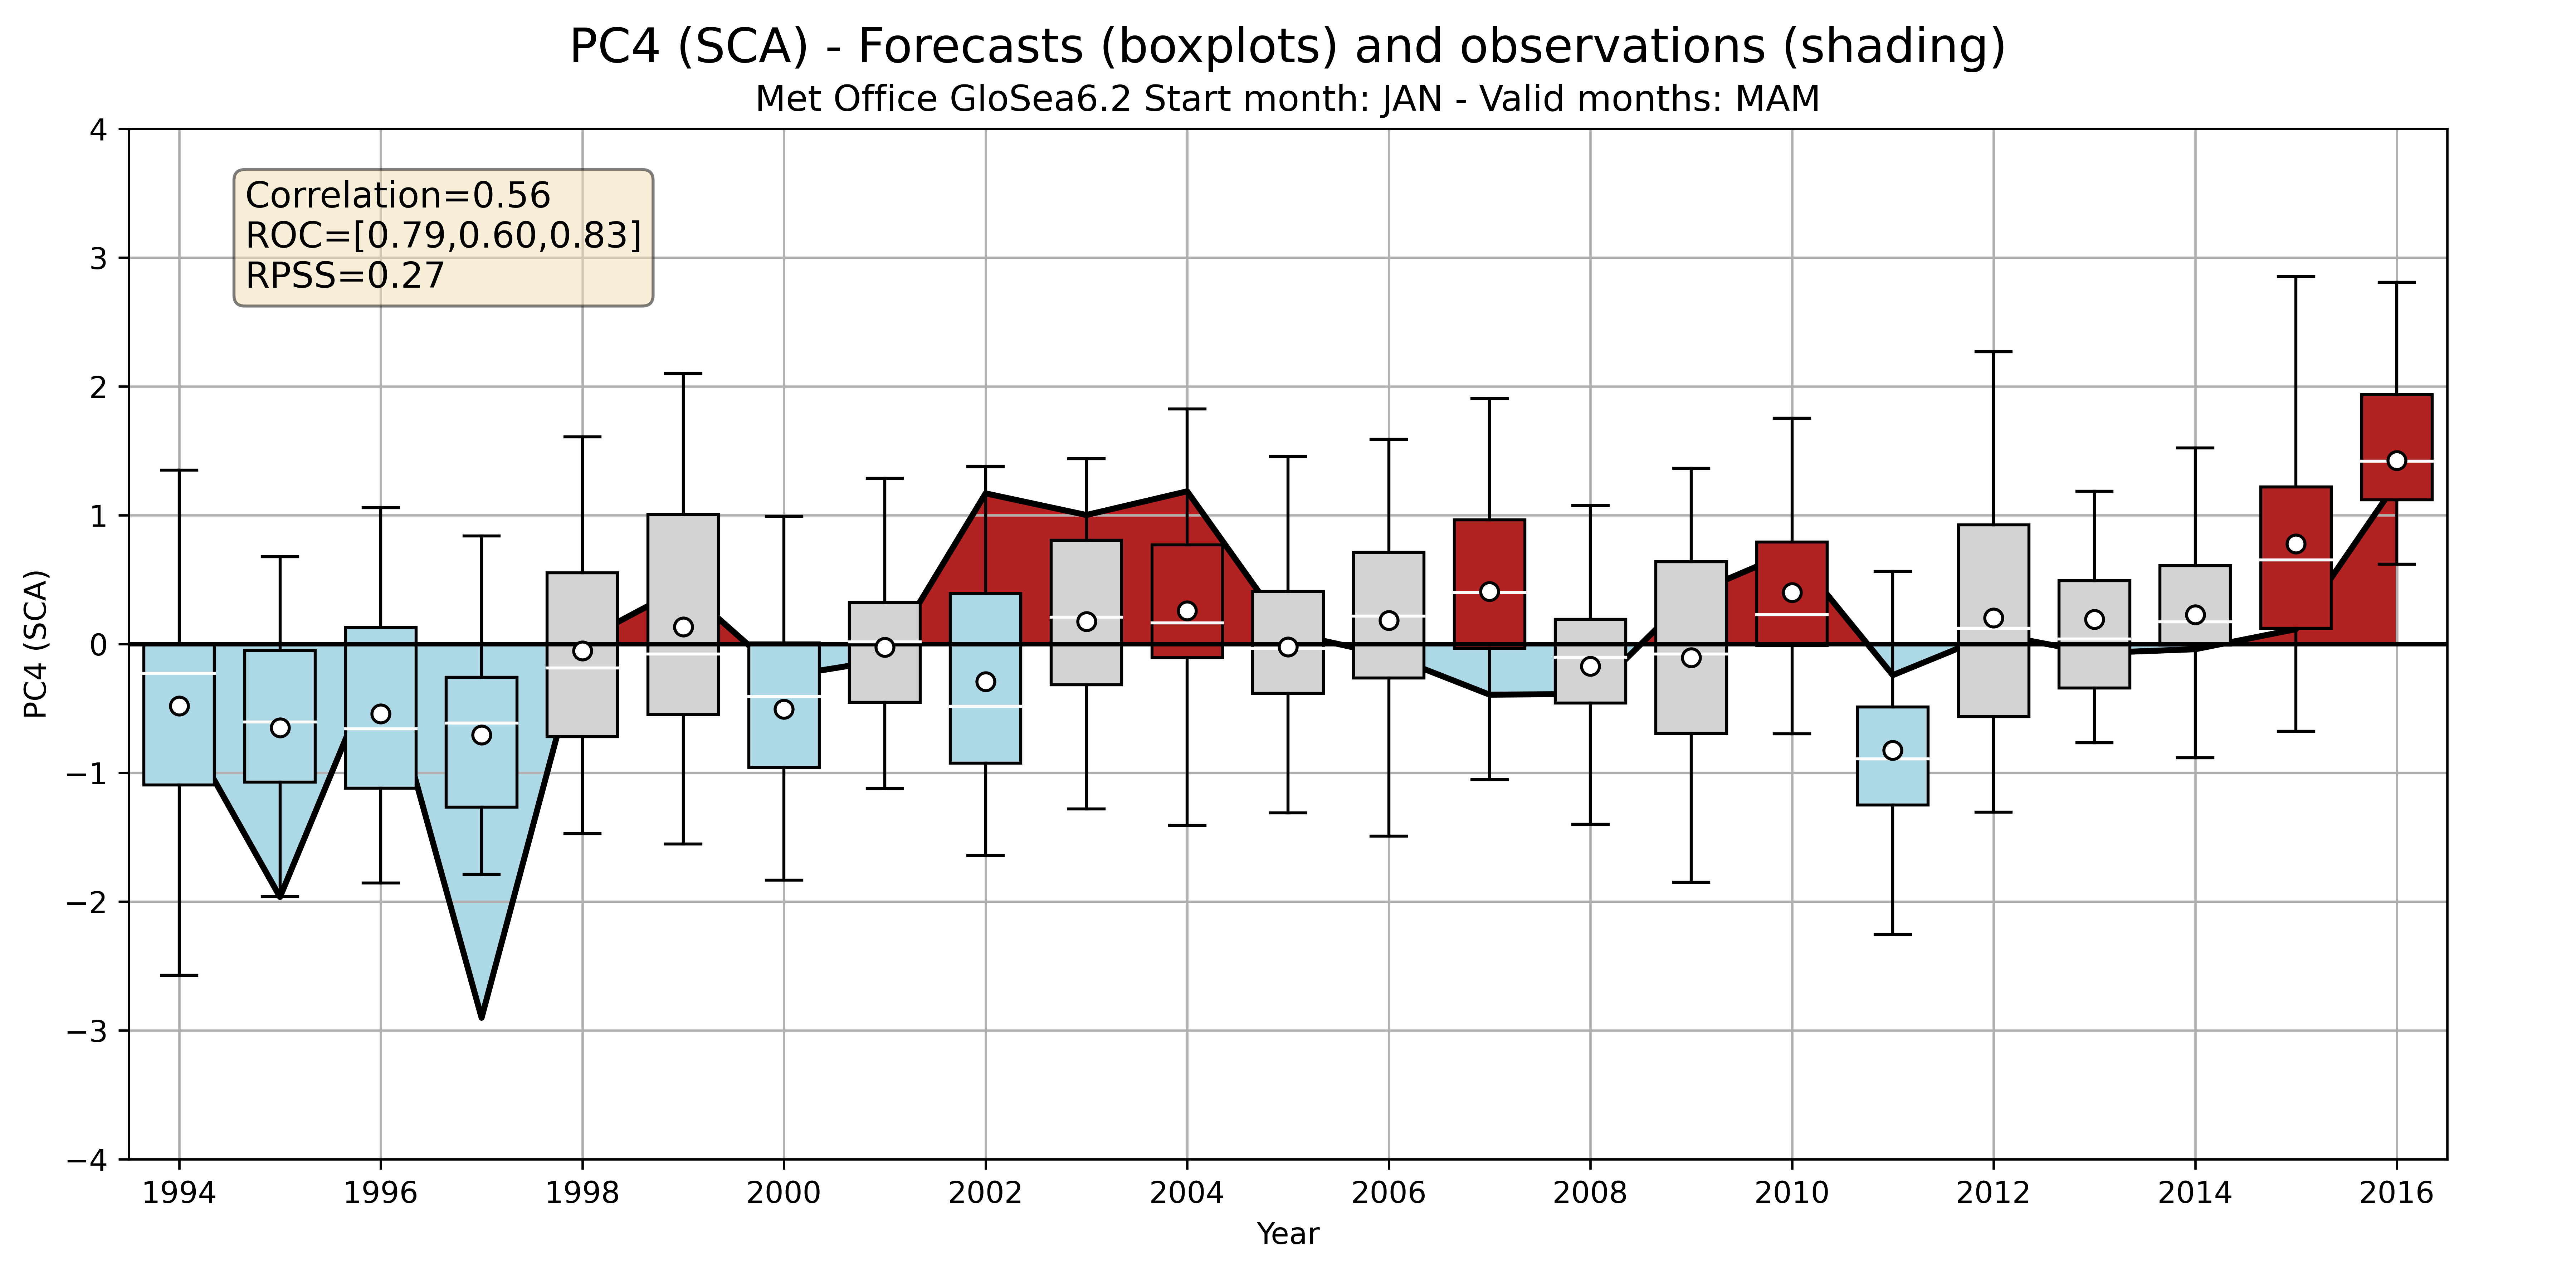 PC4 (SCA) - Forecasts (boxplots) and observations (shading)
Met Office GloSea6.2 Start month: JAN - Valid months: MAM
Correlation=0.56
ROC=[0.79,0.60,0.83]
RPSS=0.27
PC4 (SCA)
4
3
2
1
0
−1
−2
−3
−4
1994 1996 1998 2000 2002 2004 2006 2008 2010 2012 2014 2016
Year